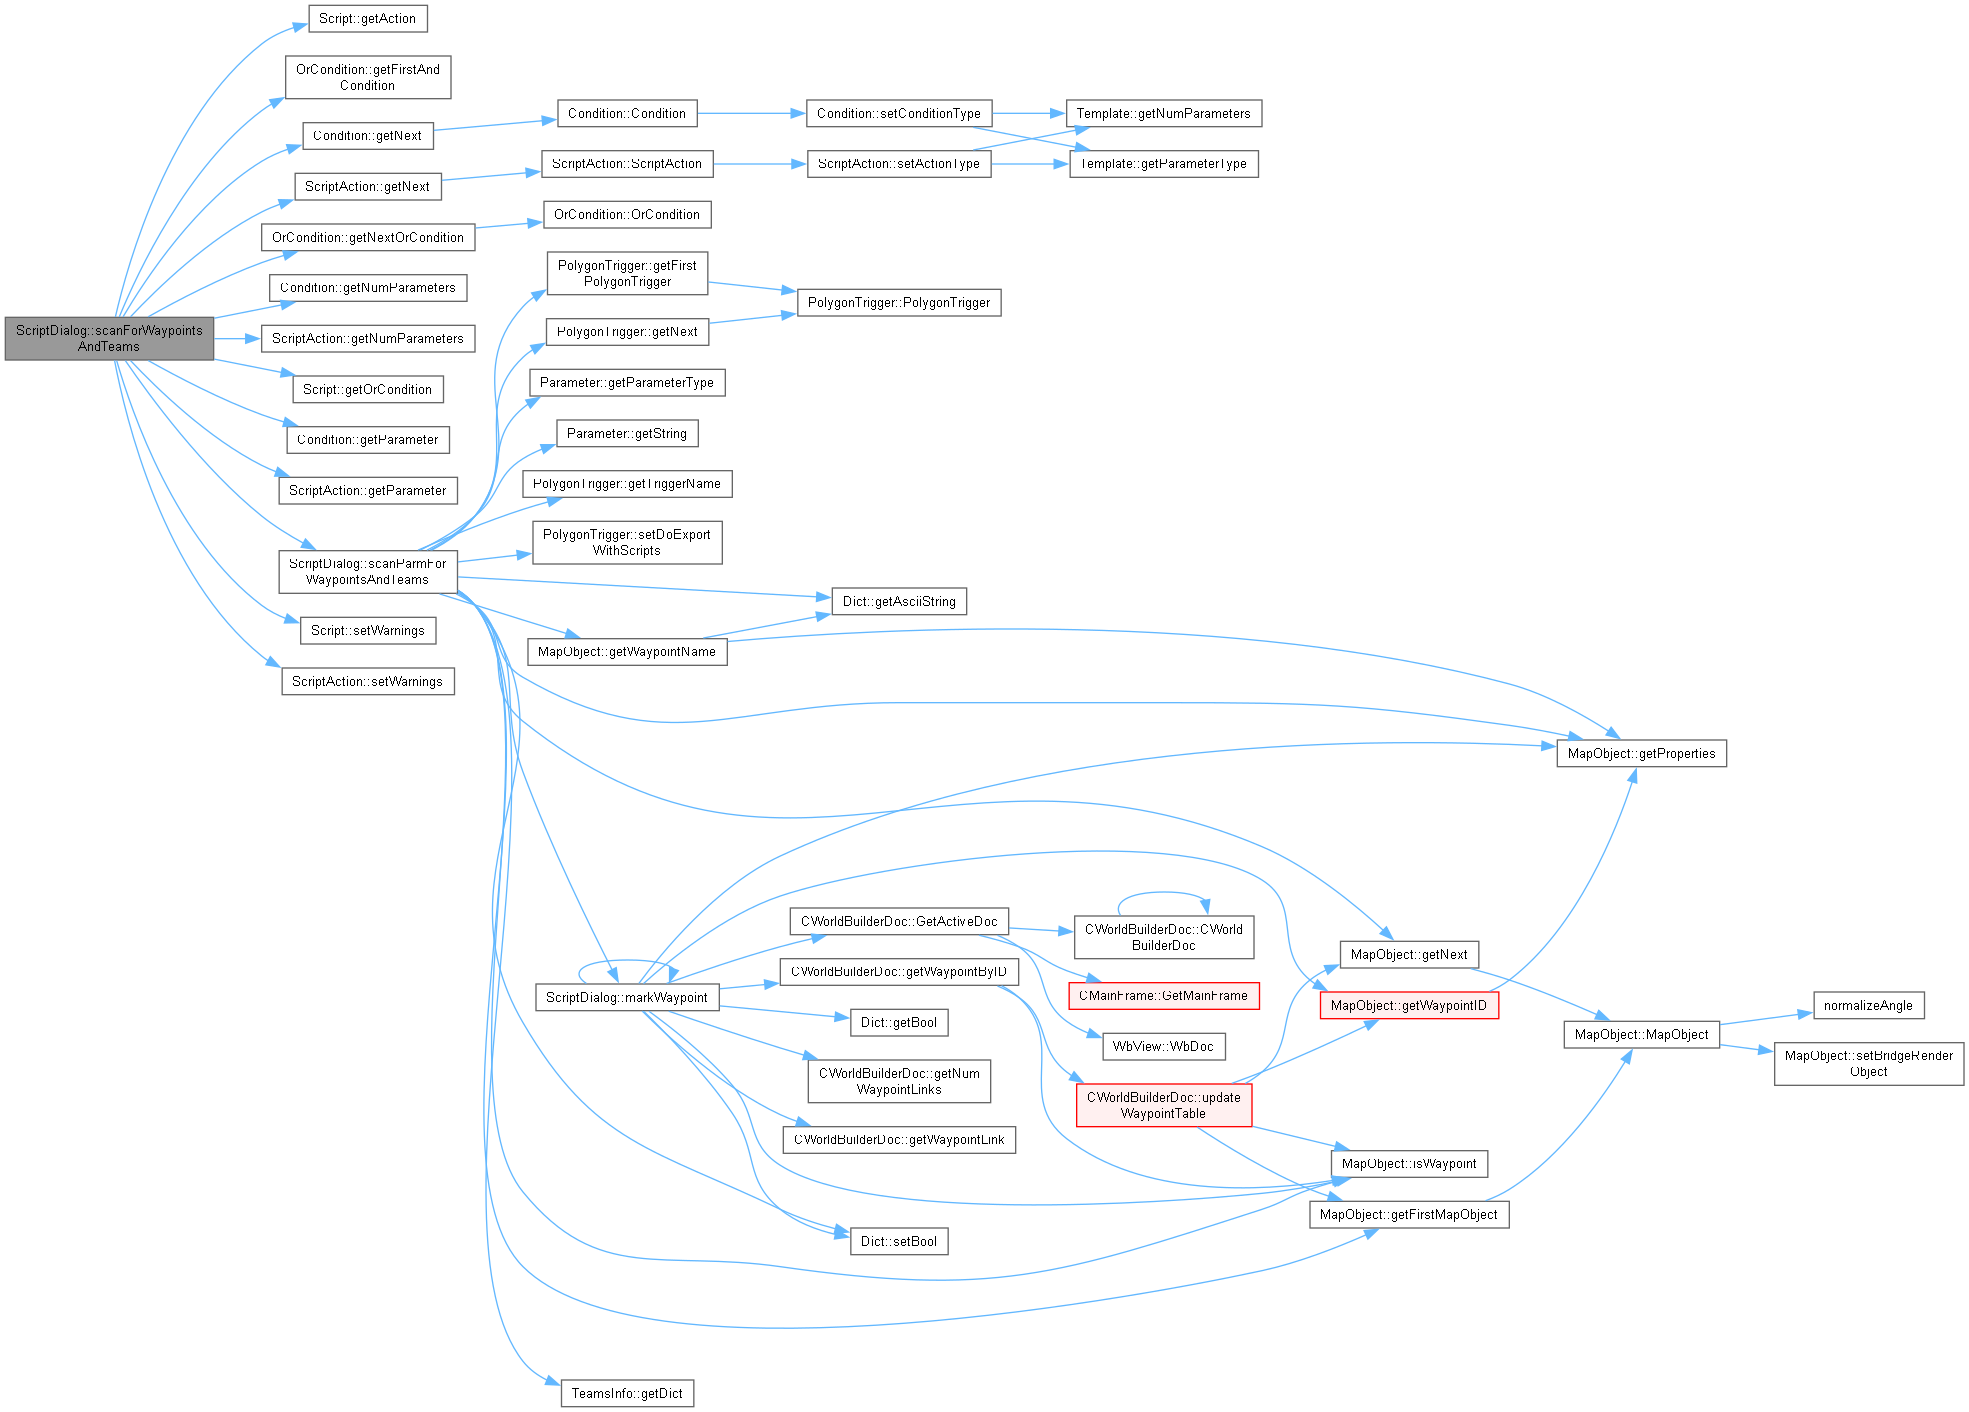 ScriptDialog::scanForWaypoints
AndTeams
Script::getAction
OrCondition::getFirstAnd
Condition
Condition::getNext
ScriptAction::getNext
OrCondition::getNextOrCondition
Condition::getNumParameters
ScriptAction::getNumParameters
Script::getOrCondition
Condition::getParameter
ScriptAction::getParameter
ScriptDialog::scanParmFor
WaypointsAndTeams
Script::setWarnings
ScriptAction::setWarnings
Condition::Condition
ScriptAction::ScriptAction
OrCondition::OrCondition
PolygonTrigger::getFirst
PolygonTrigger
PolygonTrigger::getNext
Parameter::getParameterType
Parameter::getString
PolygonTrigger::getTriggerName
PolygonTrigger::setDoExport
WithScripts
MapObject::getWaypointName
ScriptDialog::markWaypoint
TeamsInfo::getDict
Condition::setConditionType
ScriptAction::setActionType
PolygonTrigger::PolygonTrigger
Dict::getAsciiString
CWorldBuilderDoc::GetActiveDoc
CWorldBuilderDoc::getWaypointByID
Dict::getBool
CWorldBuilderDoc::getNum
WaypointLinks
CWorldBuilderDoc::getWaypointLink
Dict::setBool
Template::getNumParameters
Template::getParameterType
CWorldBuilderDoc::CWorld
BuilderDoc
CMainFrame::GetMainFrame
WbView::WbDoc
CWorldBuilderDoc::update
WaypointTable
MapObject::getProperties
MapObject::getNext
MapObject::getWaypointID
MapObject::isWaypoint
MapObject::getFirstMapObject
MapObject::MapObject
normalizeAngle
MapObject::setBridgeRender
Object